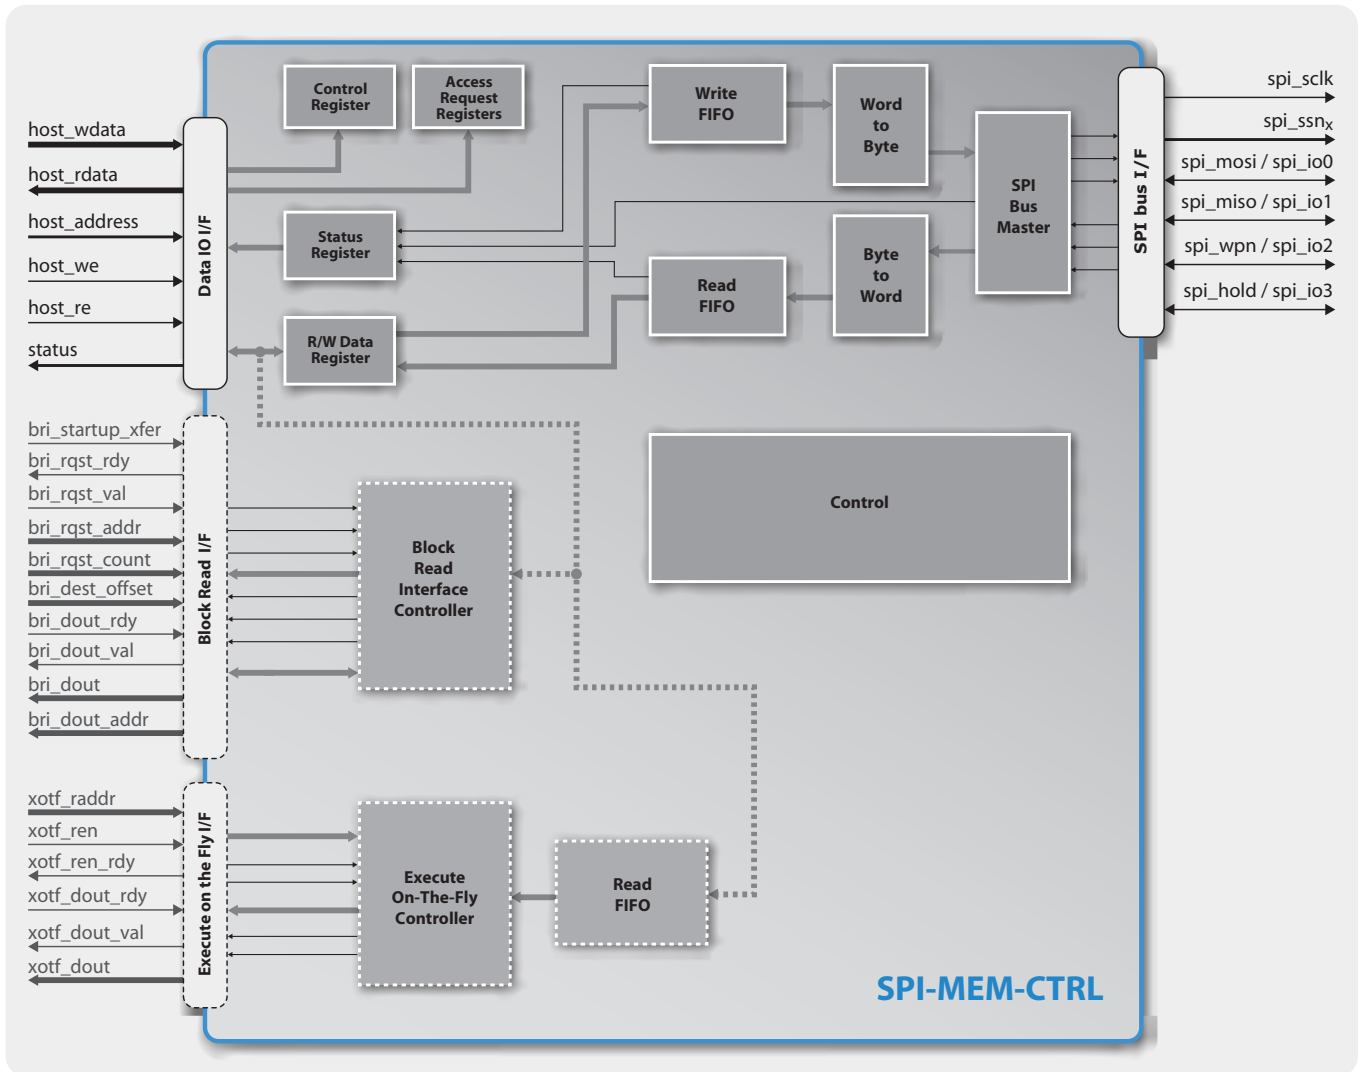 host_wdata
host_rdata
host_address
host_we
host_re
status
Data IO I/F
Control
Register
Access
Request
Registers
Status
Register
R/W Data
Register
Write
FIFO
Read
FIFO
Word
to
Byte
Byte
to
Word
SPI
Bus
Master
SPI bus I/F
spi_sclk
spi_ssnx
spi_mosi / spi_io0
spi_miso / spi_io1
spi_wpn / spi_io2
spi_hold / spi_io3
bri_startup_xfer
bri_rqst_rdy
bri_rqst_val
bri_rqst_addr
bri_rqst_count
bri_dest_offset
bri_dout_rdy
bri_dout_val
bri_dout
bri_dout_addr
Block Read I/F
Block
Read
Interface
Controller
Control
xotf_raddr
xotf_ren
xotf_ren_rdy
xotf_dout_rdy
xotf_dout_val
xotf_dout
Execute on the Fly I/F
Execute
On-The-Fly
Controller
Read
FIFO
SPI-MEM-CTRL